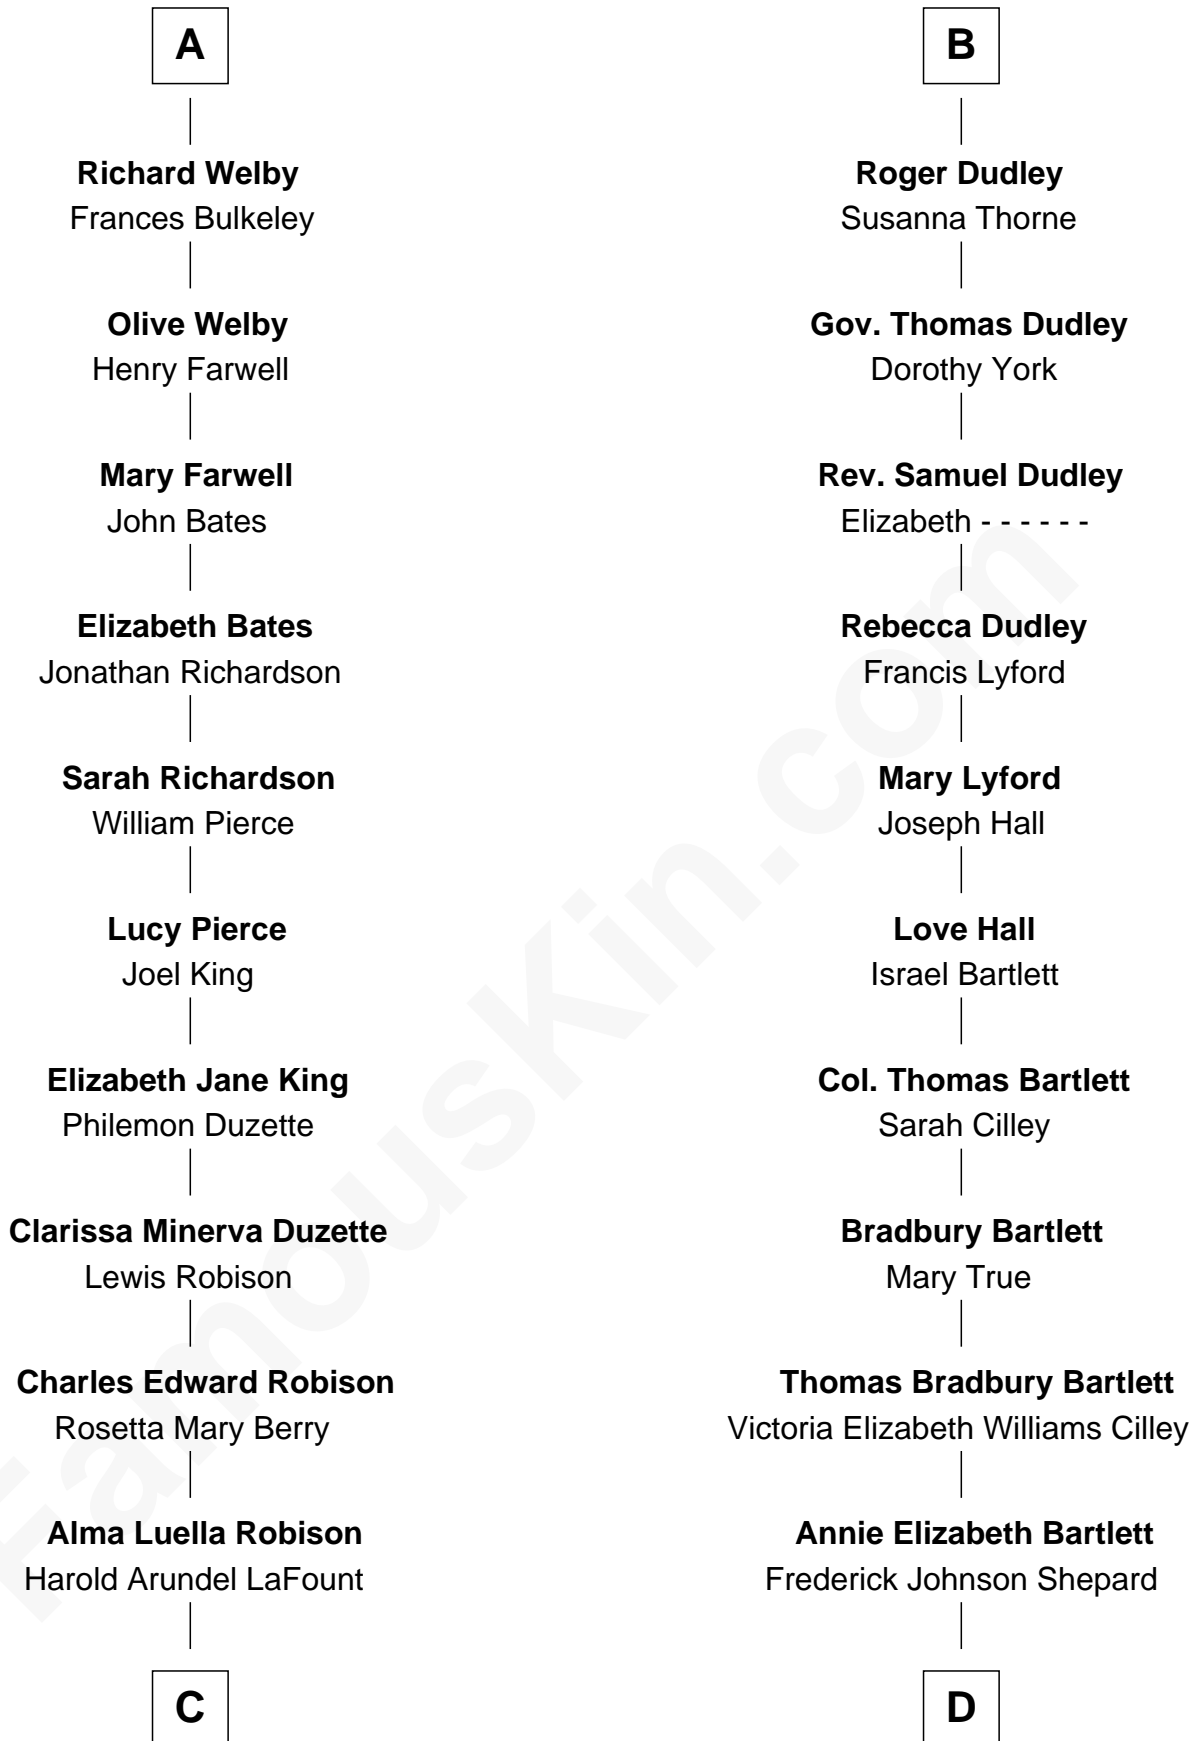 A
Richard Welby
Frances Bulkeley
Olive Welby
Henry Farwell
Mary Farwell
John Bates
Elizabeth Bates
Jonathan Richardson
Sarah Richardson
William Pierce
Lucy Pierce
Joel King
Elizabeth Jane King
Philemon Duzette
Clarissa Minerva Duzette
Lewis Robison
Charles Edward Robison
Rosetta Mary Berry
Alma Luella Robison
Harold Arundel LaFount
C
B
Roger Dudley
Susanna Thorne
Gov. Thomas Dudley
Dorothy York
Rev. Samuel Dudley
Elizabeth - - - - - -
Rebecca Dudley
Francis Lyford
Mary Lyford
Joseph Hall
Love Hall
Israel Bartlett
Col. Thomas Bartlett
Sarah Cilley
Bradbury Bartlett
Mary True
Thomas Bradbury Bartlett
Victoria Elizabeth Williams Cilley
Annie Elizabeth Bartlett
Frederick Johnson Shepard
D
FamousKin.com